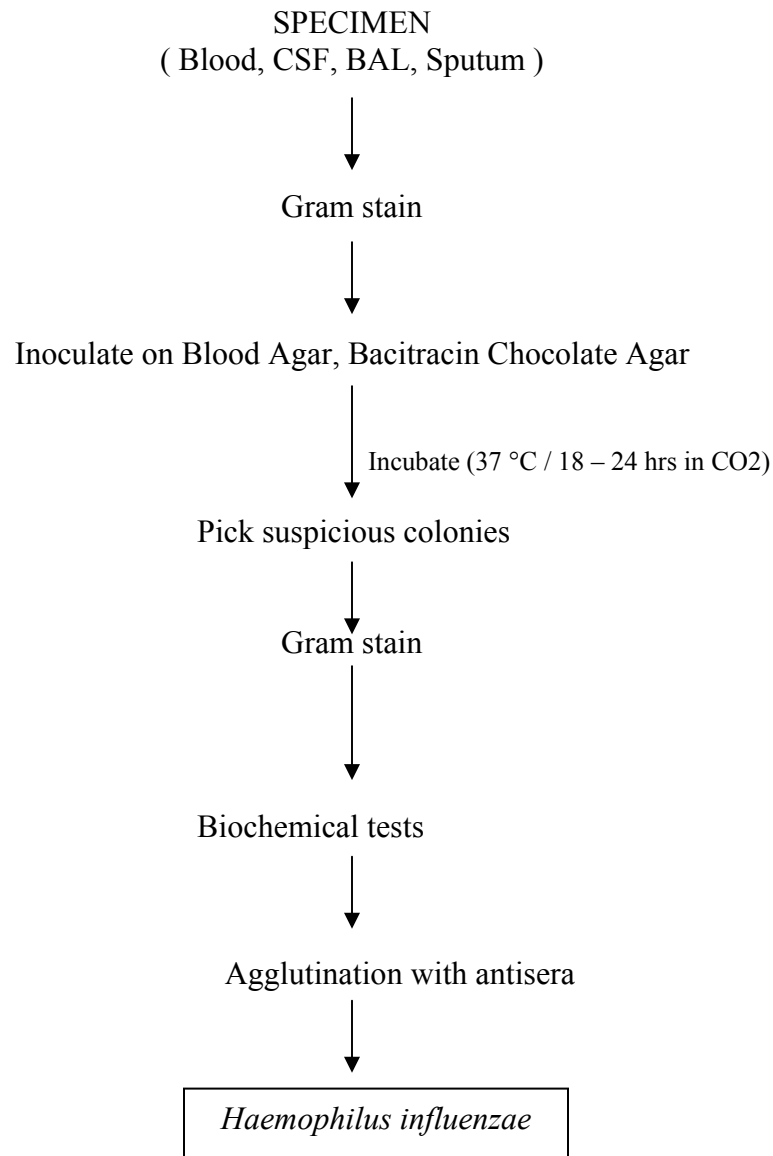 SPECIMEN
( Blood, CSF, BAL, Sputum )
Gram stain
Inoculate on Blood Agar, Bacitracin Chocolate Agar
Incubate (37 °C / 18 – 24 hrs in CO2)
Pick suspicious colonies
Gram stain
Biochemical tests
Agglutination with antisera
Haemophilus influenzae